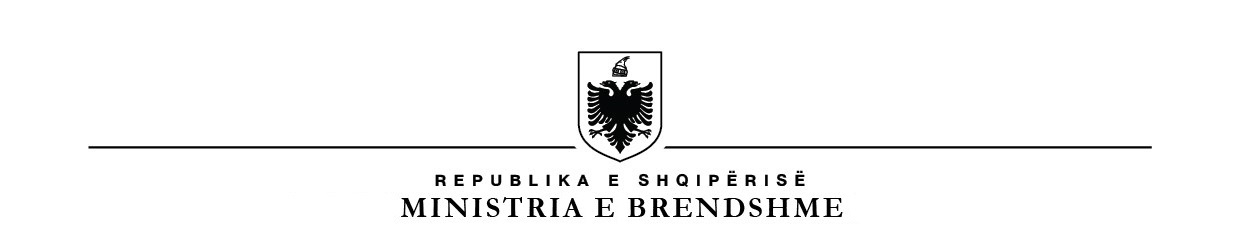 REPUBLIKA E SHQIPËRISË
MINISTRIA E BRENDSHME